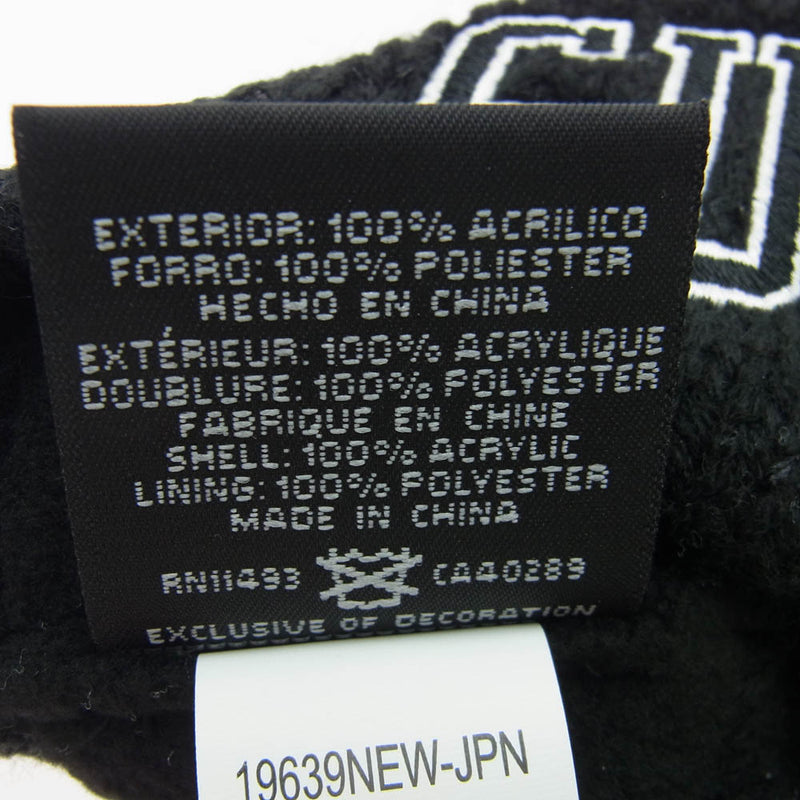 EXTERIOR: 100% ACRILICO
FORRO: 100% POLIESTER
HECHO EN CHINA
EXTÉRIEUR: 100% ACRYLIQUE
DOUBLURE: 100% POLYESTER
FABRIQUE EN CHINE
SHELL: 100% ACRYLIC
LINING: 100% POLYESTER
MADE IN CHINA
RN11493 CA40289
EXCLUSIVE OF DECORATION
19639NEW-JPN